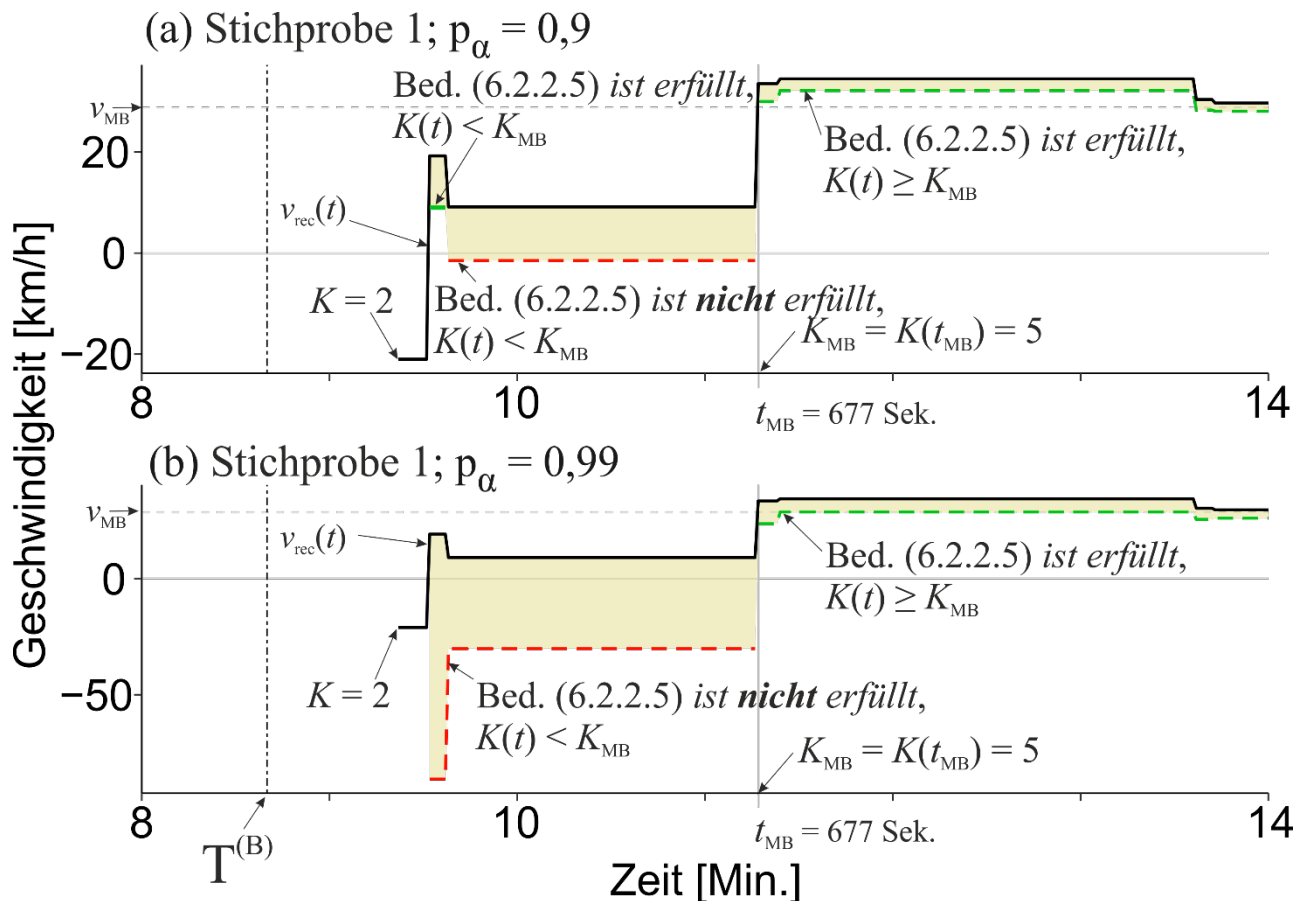 (a) Stichprobe 1; pα = 0,9
Bed. (6.2.2.5) ist erfüllt,
K(t) < KMB
vMB
20
Bed. (6.2.2.5) ist erfüllt,
K(t) ≥ KMB
vrec(t)
0
K = 2
Bed. (6.2.2.5) ist nicht erfüllt,
K(t) < KMB
KMB = K(tMB) = 5
−20
8
10
14
tMB = 677 Sek.
Geschwindigkeit [km/h]
(b) Stichprobe 1; pα = 0,99
vMB
vrec(t)
Bed. (6.2.2.5) ist erfüllt,
K(t) ≥ KMB
0
K = 2
−50
Bed. (6.2.2.5) ist nicht erfüllt,
K(t) < KMB
KMB = K(tMB) = 5
8
10
14
tMB = 677 Sek.
T(B)
Zeit [Min.]